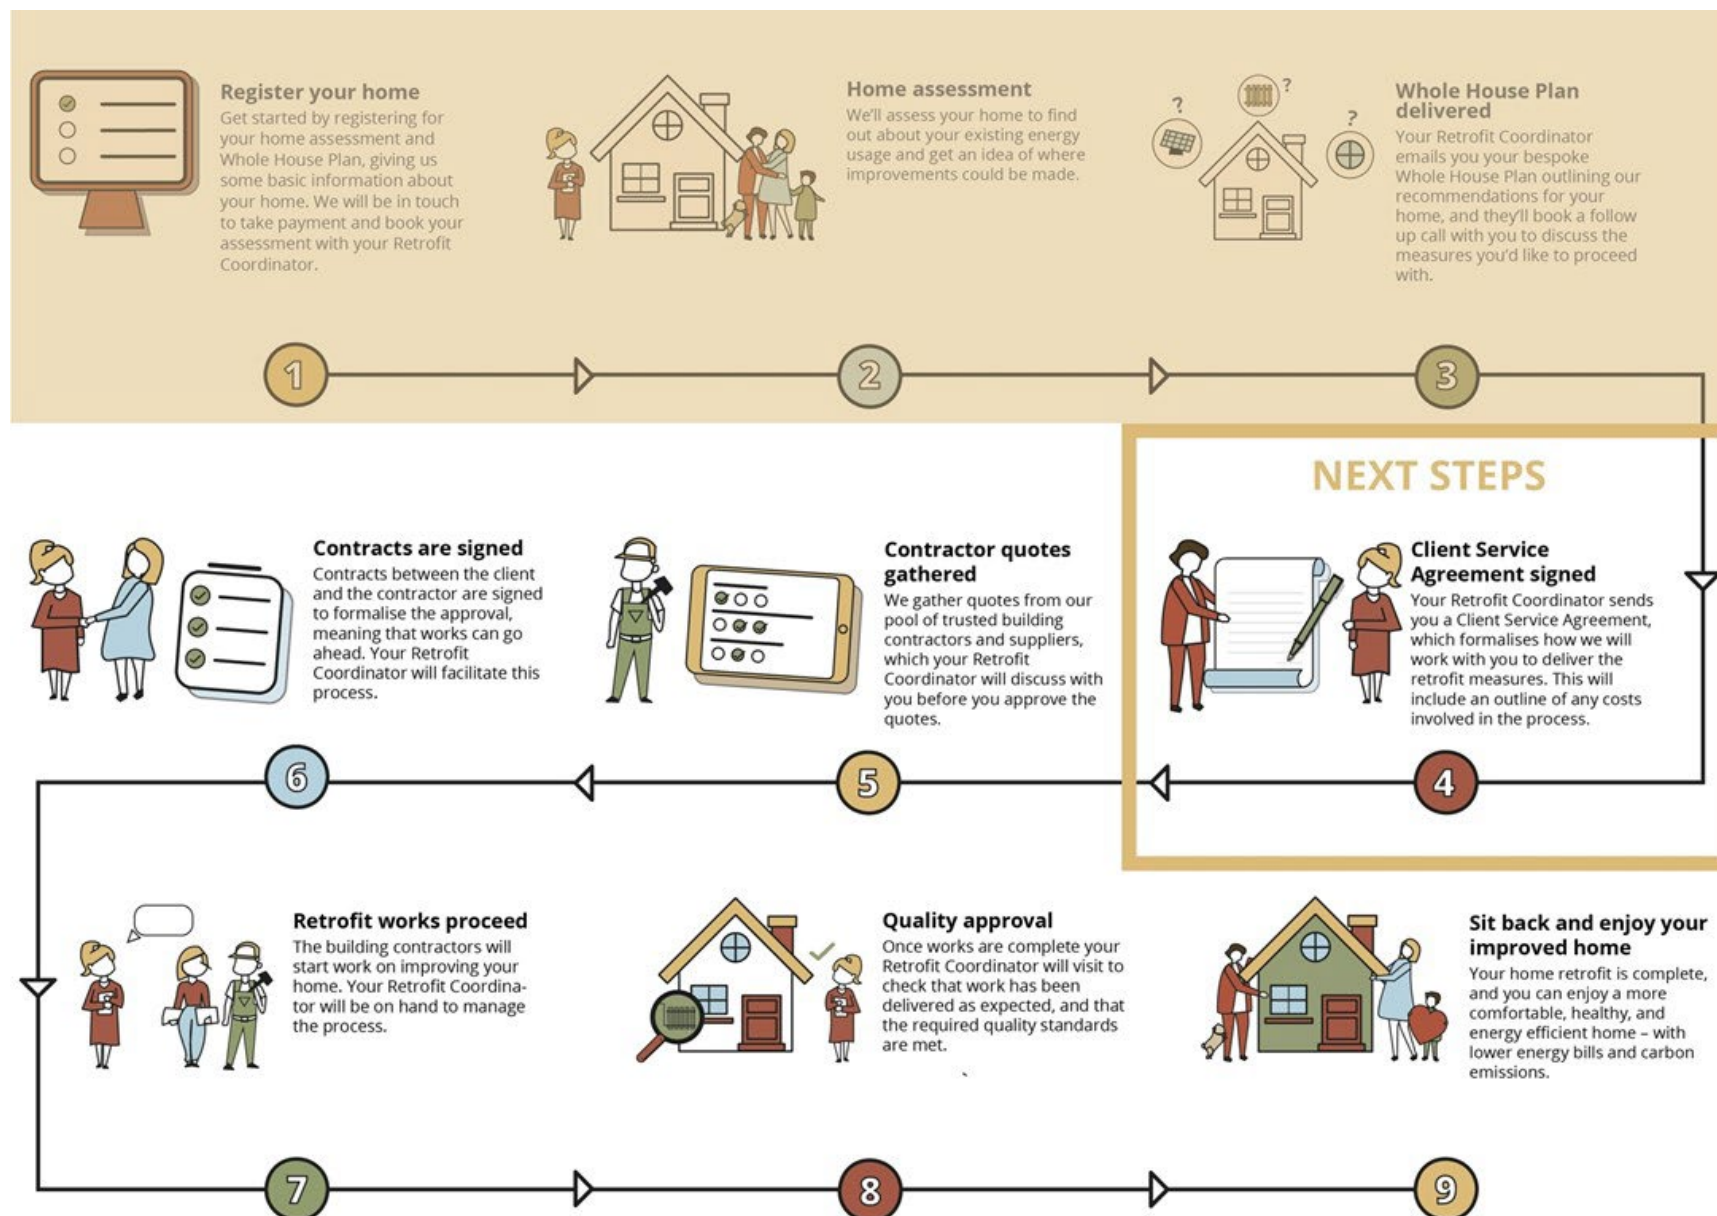 Register your home
Get started by registering for
your home assessment and
Whole House Plan, giving us
some basic information about
your home. We will be in touch
to take payment and book your
assessment with your Retrofit
Coordinator.
Home assessment
We'll assess your home to find
out about your existing energy
usage and get an idea of where
improvements could be made.
?
?
?
Whole House Plan
delivered
Your Retrofit Coordinator
emails you your bespoke
Whole House Plan outlining our
recommendations for your
home, and they'll book a follow
up call with you to discuss the
measures you'd like to proceed
with.
1
2
3
NEXT STEPS
Client Service
Agreement signed
Your Retrofit Coordinator sends
you a Client Service Agreement,
which formalises how we will
work with you to deliver the
retrofit measures. This will
include an outline of any costs
involved in the process.
4
Contractor quotes
gathered
We gather quotes from our
pool of trusted building
contractors and suppliers,
which your Retrofit
Coordinator will discuss with
you before you approve the
quotes.
5
Contracts are signed
Contracts between the client
and the contractor are signed
to formalise the approval,
meaning that works can go
ahead. Your Retrofit
Coordinator will facilitate this
process.
6
Retrofit works proceed
The building contractors will
start work on improving your
home. Your Retrofit Coordina-
tor will be on hand to manage
the process.
7
Quality approval
Once works are complete your
Retrofit Coordinator will visit to
check that work has been
delivered as expected, and that
the required quality standards
are met.
8
Sit back and enjoy your
improved home
Your home retrofit is complete,
and you can enjoy a more
comfortable, healthy, and
energy efficient home – with
lower energy bills and carbon
emissions.
9